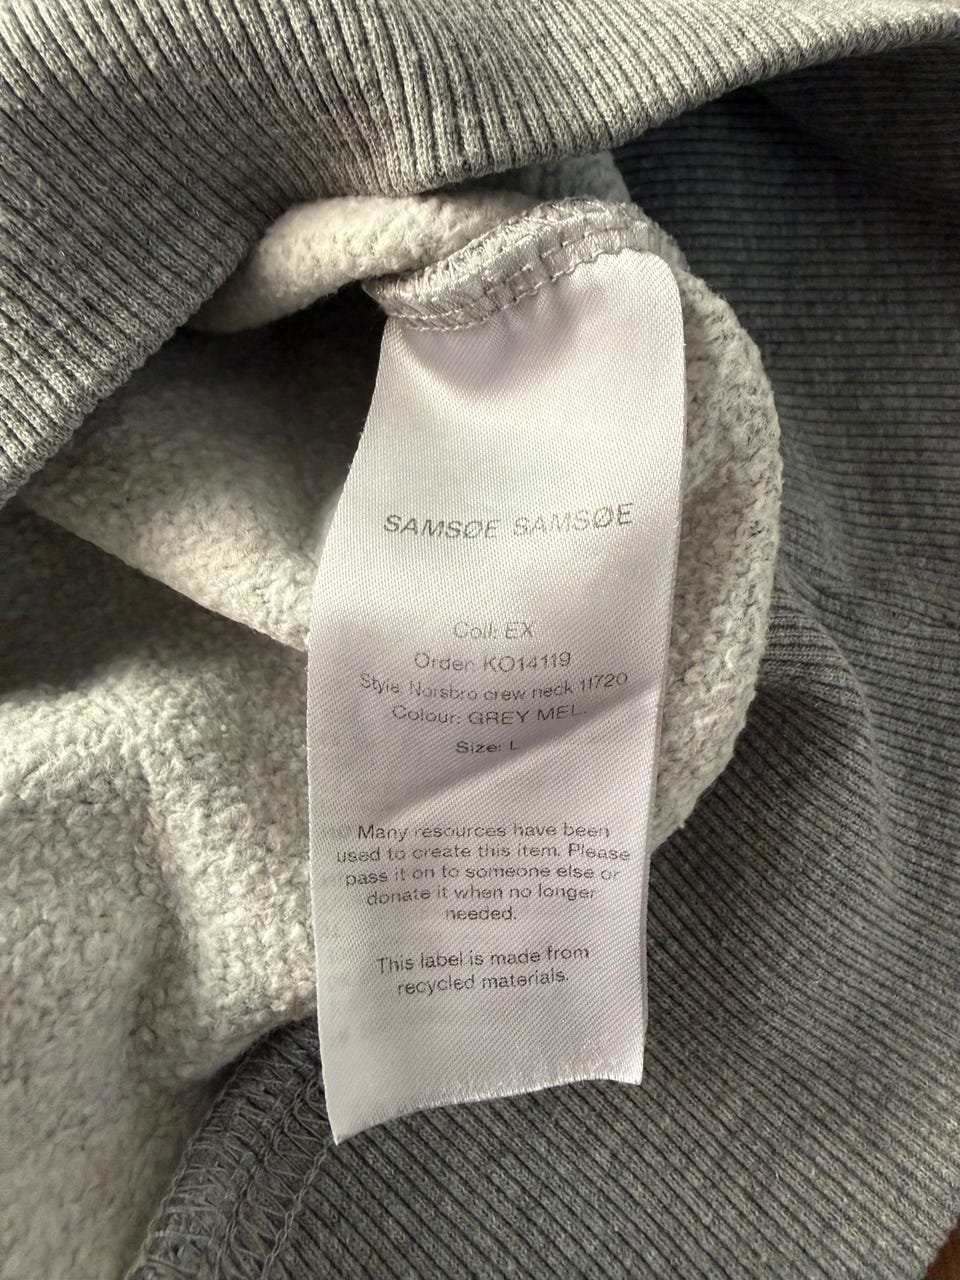 SAMSØE SAMSØE
Coll: EX
Order: KO14119
Style: Norsbro crew neck 11720
Colour: GREY MEL.
Size: L
Many resources have been
used to create this item. Please
pass it on to someone else or
donate it when no longer
needed.
This label is made from
recycled materials.